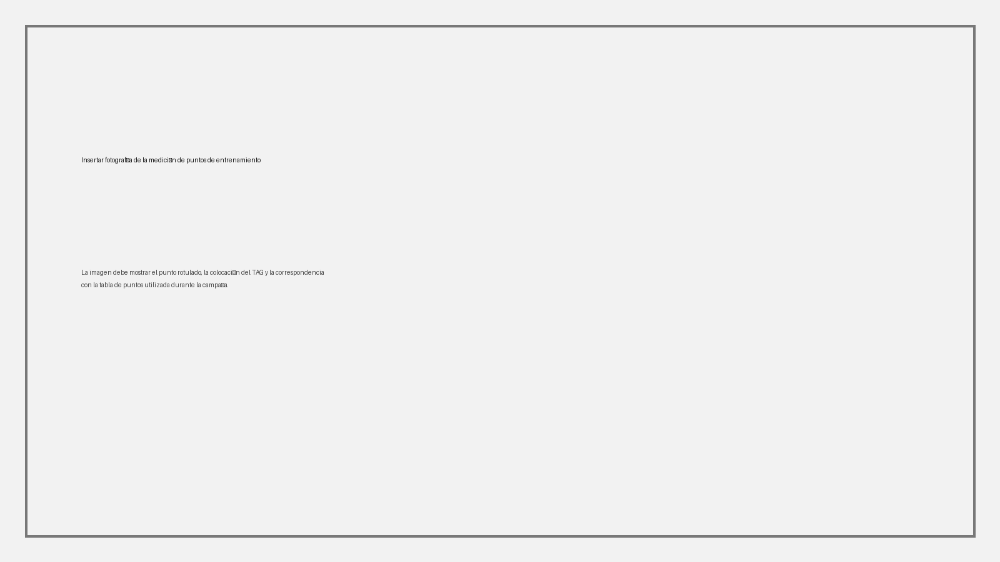 Insertar fotograf□a de la medici□n de puntos de entrenamiento
La imagen debe mostrar el punto rotulado, la colocaci□n del TAG y la correspondencia
con la tabla de puntos utilizada durante la campa□a.